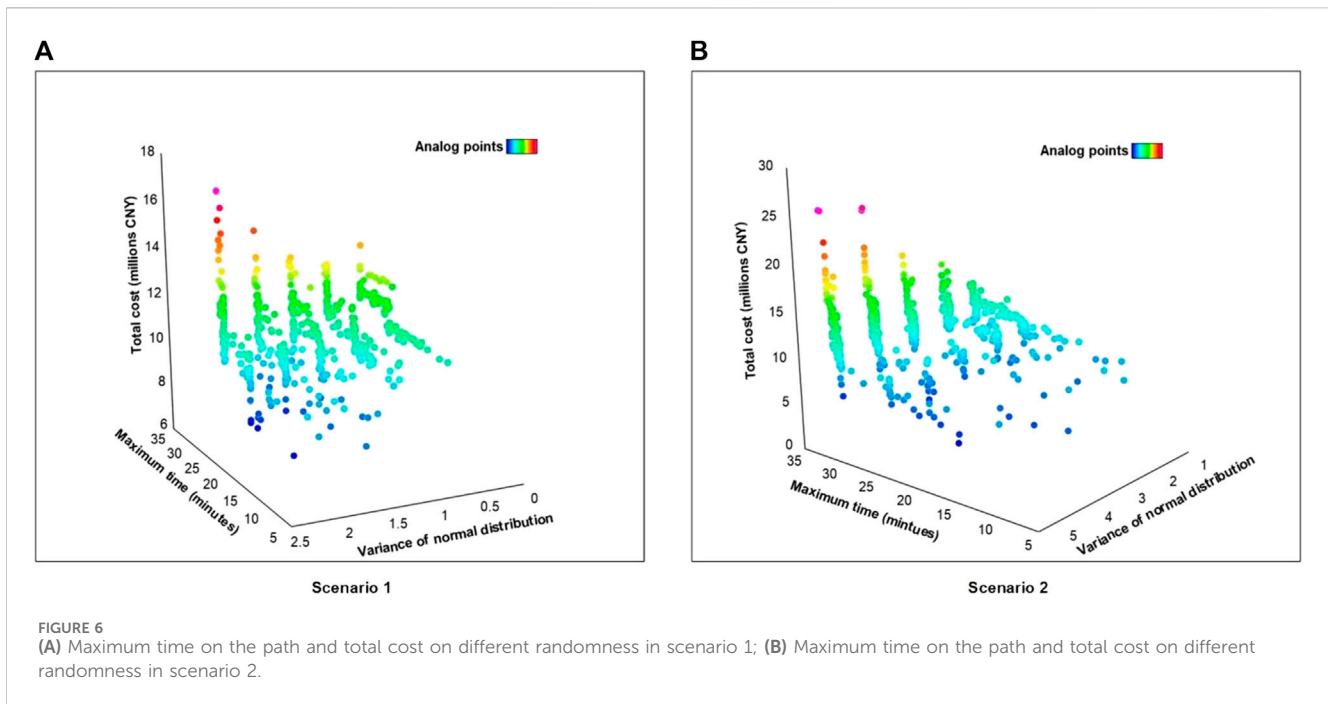 A
B
Analog points
Analog points
Total cost (millions CNY)
18
16
14
12
10
8
6
Maximum time (minutes)
35
30
25
20
15
10
5
2.5
2
1.5
1
0.5
0
Variance of normal distribution
Scenario 1
Total cost (millions CNY)
30
25
20
15
10
5
0
Maximum time (mintues)
35
30
25
20
15
10
5
5
4
3
2
1
Variance of normal distribution
Scenario 2
FIGURE 6
(A) Maximum time on the path and total cost on different randomness in scenario 1; (B) Maximum time on the path and total cost on different
randomness in scenario 2.